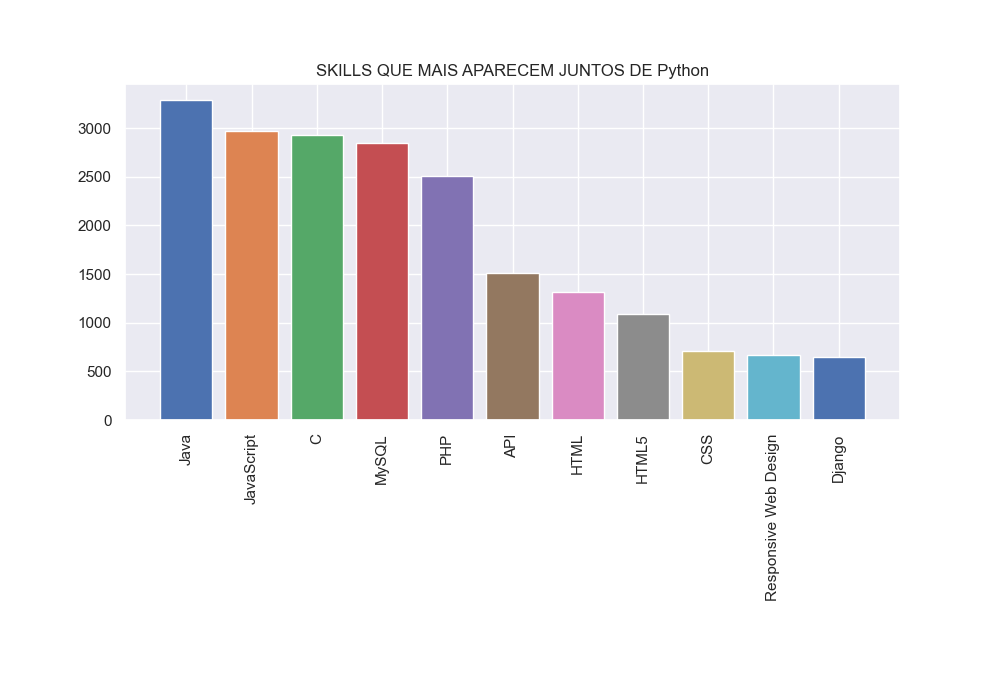 SKILLS QUE MAIS APARECEM JUNTOS DE Python
3000
2500
2000
1500
1000
500
0
Java
JavaScript
C
MySQL
PHP
API
HTML
HTML5
CSS
Responsive Web Design
Django